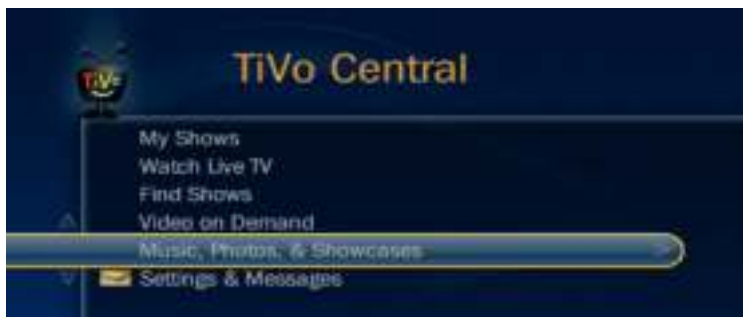 TiVo
TiVo Central
My Shows
Watch Live TV
Find Shows
Video on Demand
Music, Photos, & Showcases
Settings & Messages